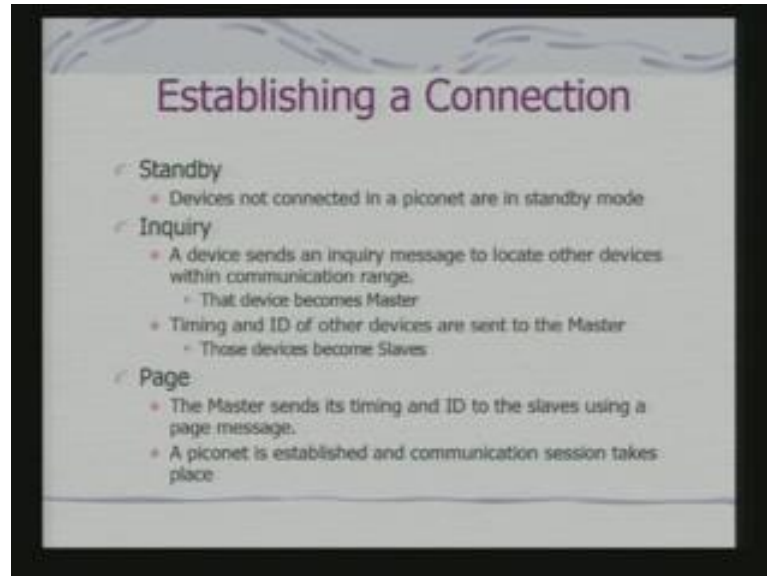 Establishing a Connection
Standby
Devices not connected in a piconet are in standby mode
Inquiry
A device sends an inquiry message to locate other devices
within communication range.
That device becomes Master
Timing and ID of other devices are sent to the Master
Those devices become Slaves
Page
The Master sends its timing and ID to the slaves using a
page message.
A piconet is established and communication session takes
place